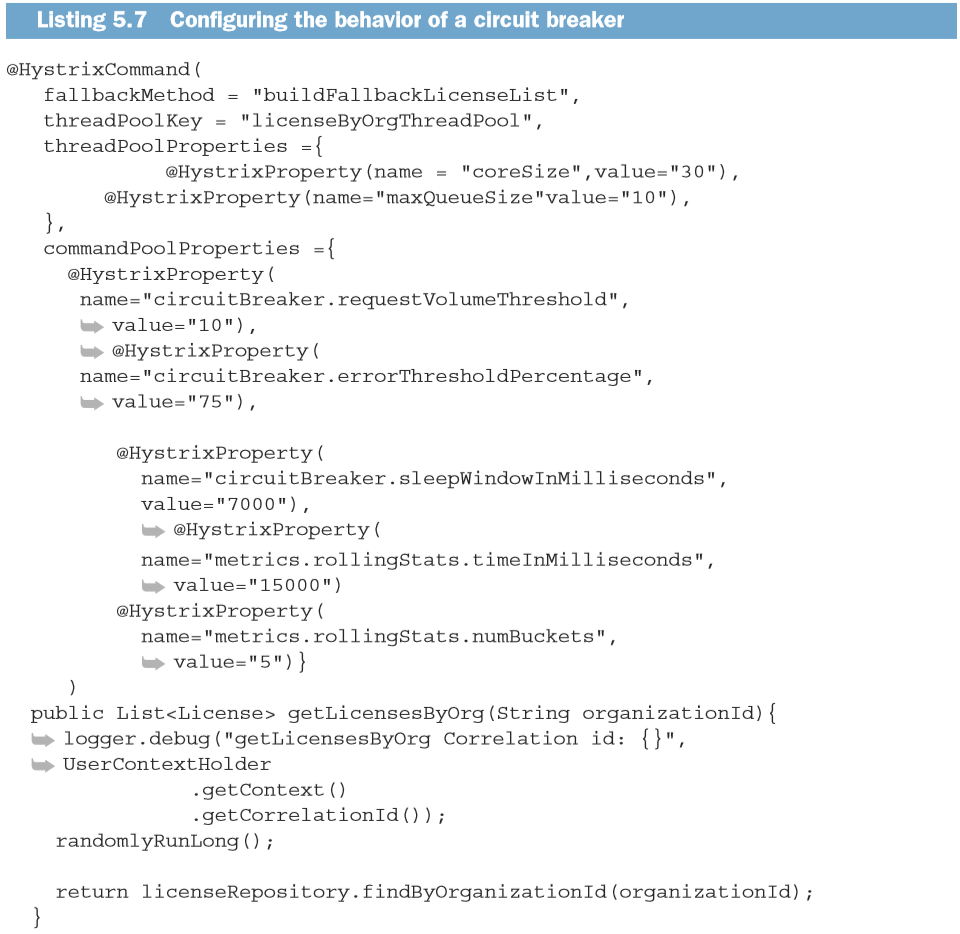 Listing 5.7 Configuring the behavior of a circuit breaker
@HystrixCommand(
fallbackMethod = "buildFallbackLicenseList",
threadPoolKey = "licenseByOrgThreadPool",
threadPoolProperties ={
@HystrixProperty(name = "coreSize",value="30"),
@HystrixProperty(name="maxQueueSize"value="10"),
},
commandPoolProperties ={
@HystrixProperty(
name="circuitBreaker.requestVolumeThreshold",
➥ value="10"),
➥ @HystrixProperty(
name="circuitBreaker.errorThresholdPercentage",
➥ value="75"),
@HystrixProperty(
name="circuitBreaker.sleepWindowInMilliseconds",
value="7000"),
➥ @HystrixProperty(
name="metrics.rollingStats.timeInMilliseconds",
➥ value="15000")
@HystrixProperty(
name="metrics.rollingStats.numBuckets",
➥ value="5")}
)
public List<License> getLicensesByOrg(String organizationId){
➥ logger.debug("getLicensesByOrg Correlation id: {}",
➥ UserContextHolder
.getContext()
.getCorrelationId());
randomlyRunLong();
return licenseRepository.findByOrganizationId(organizationId);
}